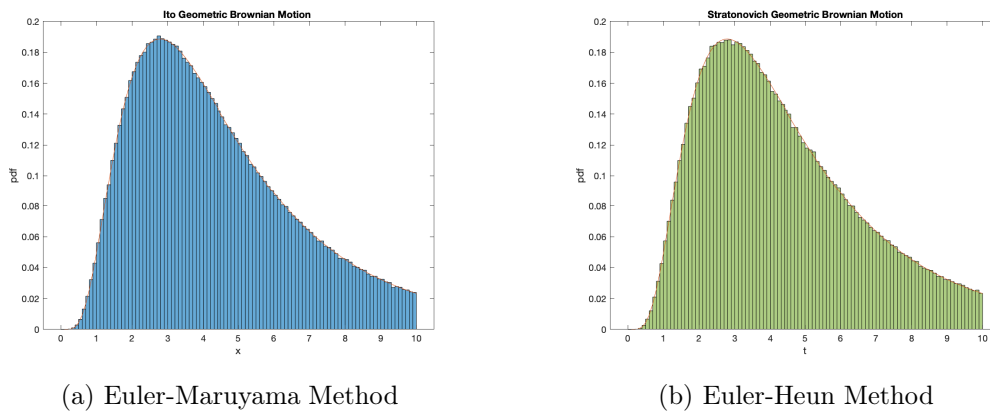 Ito Geometric Brownian Motion
0.2
0.18
0.16
0.14
0.12
0.1
0.08
0.06
0.04
0.02
0
pdf
0 1 2 3 4 5 6 7 8 9 10
x
(a) Euler-Maruyama Method
Stratonovich Geometric Brownian Motion
0.2
0.18
0.16
0.14
0.12
0.1
0.08
0.06
0.04
0.02
0
pdf
0 1 2 3 4 5 6 7 8 9 10
t
(b) Euler-Heun Method